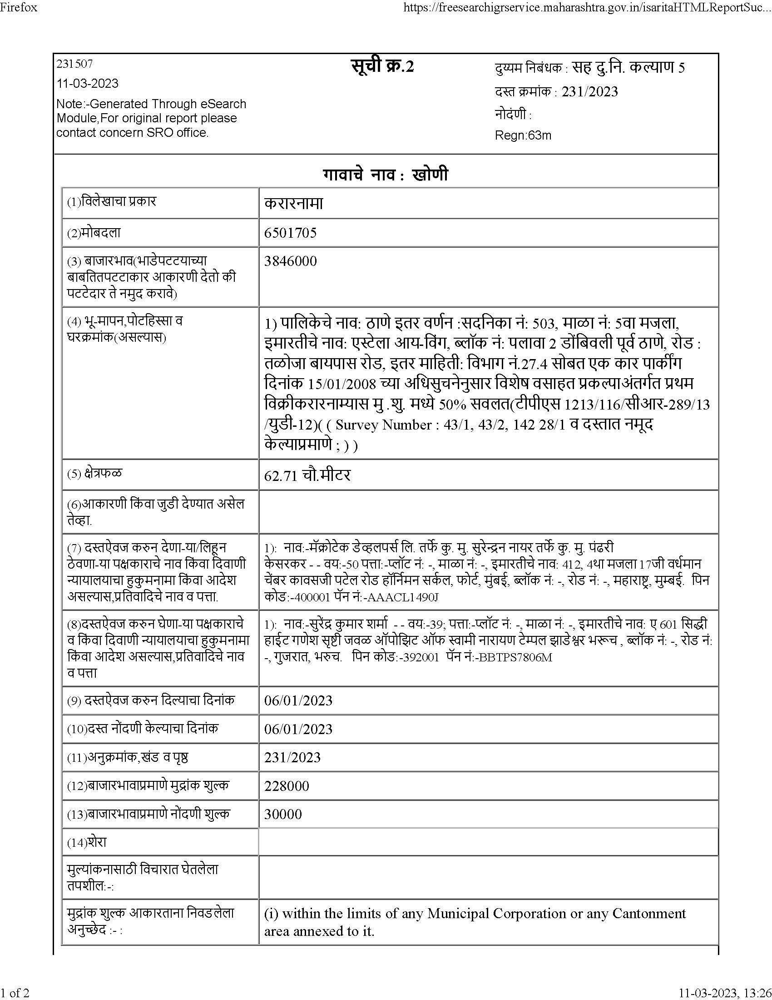 Firefox
https://freesearchigrservice.maharashtra.gov.in/isaritaHTMLReportSuc...
231507
11-03-2023
Note:-Generated Through eSearch
Module,For original report please
contact concern SRO office.
सूची क्र.2
दुय्यम निबंधक : सह दु.नि. कल्याण 5
दस्त क्रमांक : 231/2023
नोदंणी :
Regn:63m
गावाचे नाव : खोणी
(1)विलेखाचा प्रकार
करारनामा
(2)मोबदला
6501705
(3) बाजारभाव(भाडेपटटयाच्या
बाबतितपटटाकार आकारणी देतो की
पटटेदार ते नमुद करावे)
3846000
(4) भू-मापन,पोटहिस्सा व
घरक्रमांक(असल्यास)
1) पालिकेचे नाव: ठाणे इतर वर्णन :सदनिका नं: 503, माळा नं: 5वा मजला,
इमारतीचे नाव: एस्टेला आय-विंग, ब्लॉक नं: पलावा 2 डोंबिवली पूर्व ठाणे, रोड :
तळोजा बायपास रोड, इतर माहिती: विभाग नं.27.4 सोबत एक कार पार्कींग
दिनांक 15/01/2008 च्या अधिसुचनेनुसार विशेष वसाहत प्रकल्पाअंतर्गत प्रथम
विक्रीकरारनाम्यास मु .शु. मध्ये 50% सवलत(टीपीएस 1213/116/सीआर-289/13
/युडी-12)( ( Survey Number : 43/1, 43/2, 142 28/1 व दस्तात नमूद
केल्याप्रमाणे ; ) )
(5) क्षेत्रफळ
62.71 चौ.मीटर
(6)आकारणी किंवा जुडी देण्यात असेल
तेव्हा.
(7) दस्तऐवज करुन देणा-या/लिहून
ठेवणा-या पक्षकाराचे नाव किंवा दिवाणी
न्यायालयाचा हुकुमनामा किंवा आदेश
असल्यास,प्रतिवादिचे नाव व पत्ता.
1): नाव:-मॅक्रोटेक डेव्हलपर्स लि. तर्फे कु. मु. सुरेन्द्रन नायर तर्फे कु. मु. पंढरी
केसरकर - - वय:-50 पत्ता:-प्लॉट नं: -, माळा नं: -, इमारतीचे नाव: 412, 4था मजला 17जी वर्धमान
चेंबर कावसजी पटेल रोड हॉर्निमन सर्कल, फोर्ट, मुंबई, ब्लॉक नं: -, रोड नं: -, महाराष्ट्र, मुम्बई. पिन
कोड:-400001 पॅन नं:-AAACL1490J
(8)दस्तऐवज करुन घेणा-या पक्षकाराचे
व किंवा दिवाणी न्यायालयाचा हुकुमनामा
किंवा आदेश असल्यास,प्रतिवादिचे नाव
व पत्ता
1): नाव:-सुरेंद्र कुमार शर्मा - - वय:-39; पत्ता:-प्लॉट नं: -, माळा नं: -, इमारतीचे नाव: ए 601 सिद्धी
हाईट गणेश सृष्टी जवळ ऑपोझिट ऑफ स्वामी नारायण टेम्पल झाडेश्वर भरूच , ब्लॉक नं: -, रोड नं:
-, गुजरात, भरुच. पिन कोड:-392001 पॅन नं:-BBTPS7806M
(9) दस्तऐवज करुन दिल्याचा दिनांक
06/01/2023
(10)दस्त नोंदणी केल्याचा दिनांक
06/01/2023
(11)अनुक्रमांक,खंड व पृष्ठ
231/2023
(12)बाजारभावाप्रमाणे मुद्रांक शुल्क
228000
(13)बाजारभावाप्रमाणे नोंदणी शुल्क
30000
(14)शेरा
मुल्यांकनासाठी विचारात घेतलेला
तपशील:-:
मुद्रांक शुल्क आकारताना निवडलेला
अनुच्छेद :- :
(i) within the limits of any Municipal Corporation or any Cantonment
area annexed to it.
1 of 2
11-03-2023, 13:26